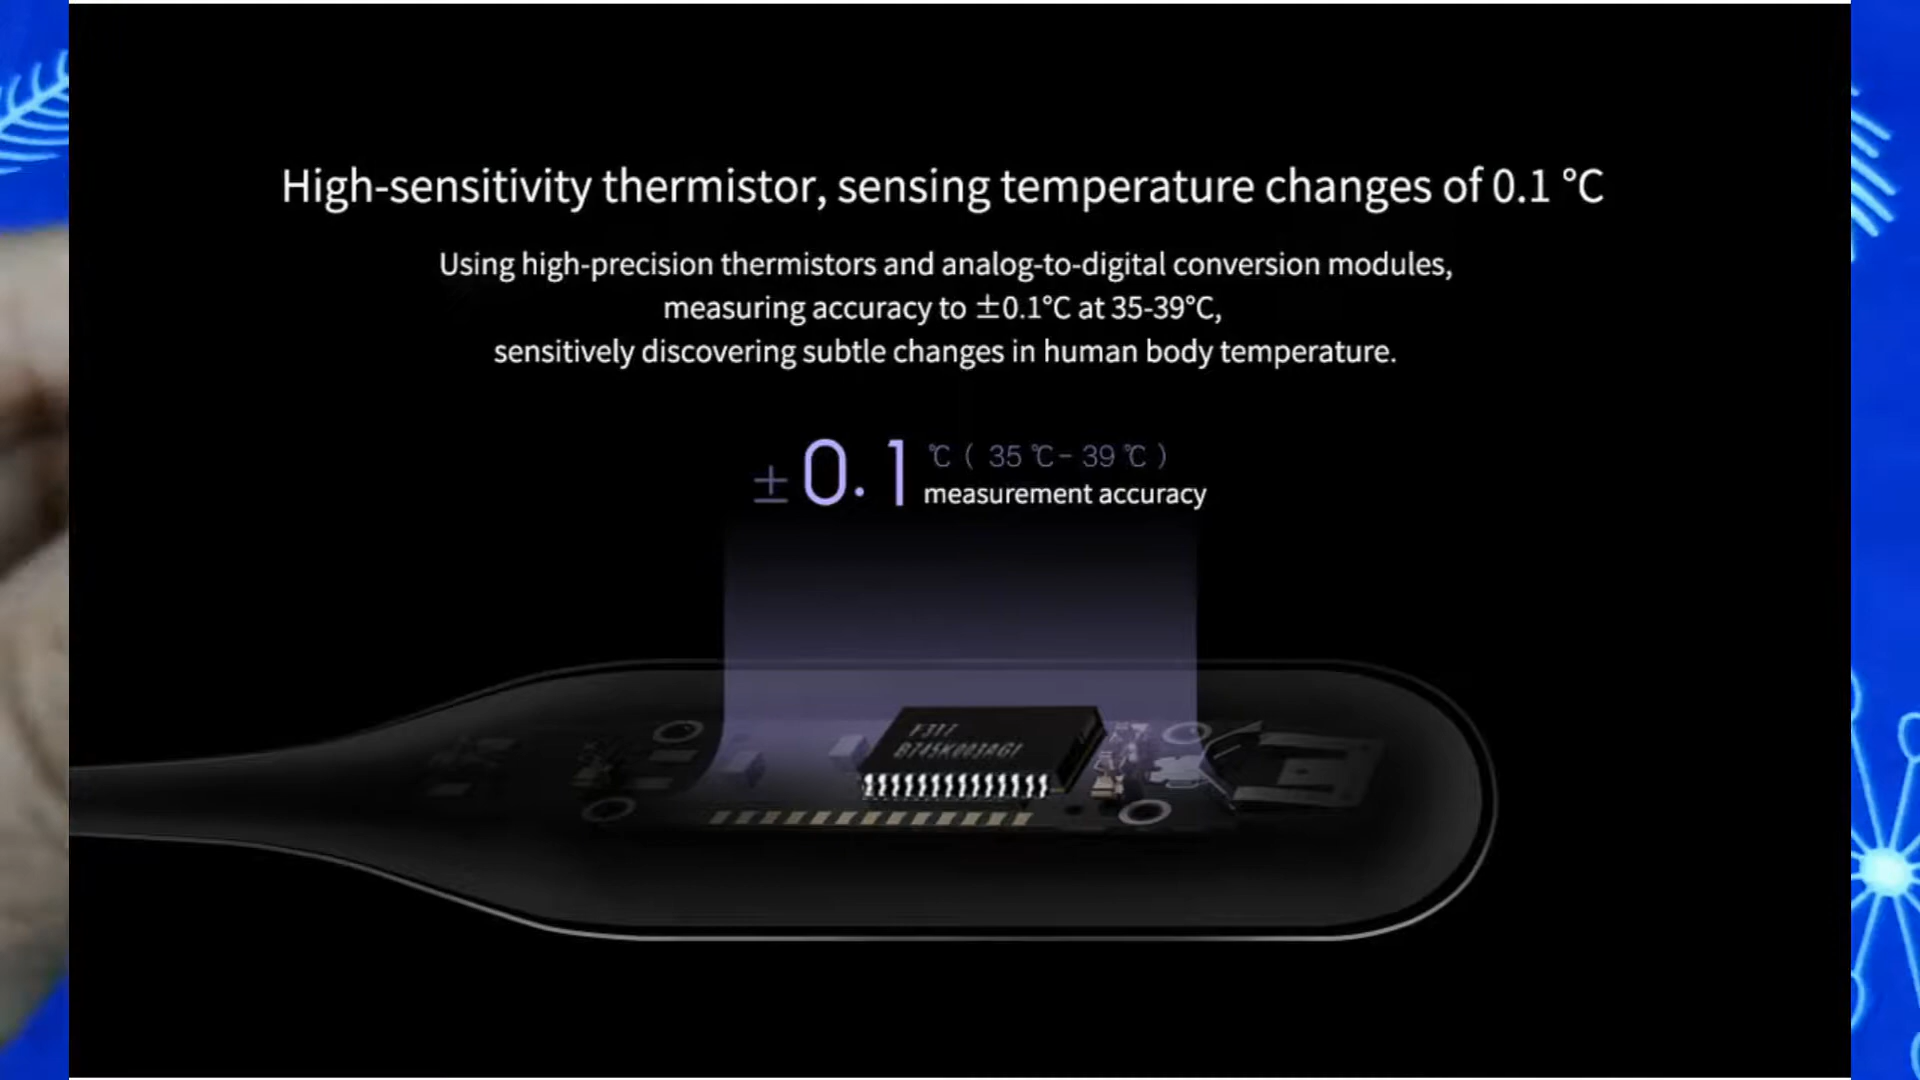 High-sensitivity thermistor, sensing temperature changes of 0.1 °C
Using high-precision thermistors and analog-to-digital conversion modules,
measuring accuracy to ±0.1°C at 35-39°C,
sensitively discovering subtle changes in human body temperature.
±0.1 ℃ ( 35 ℃- 39 ℃ )
measurement accuracy
F317